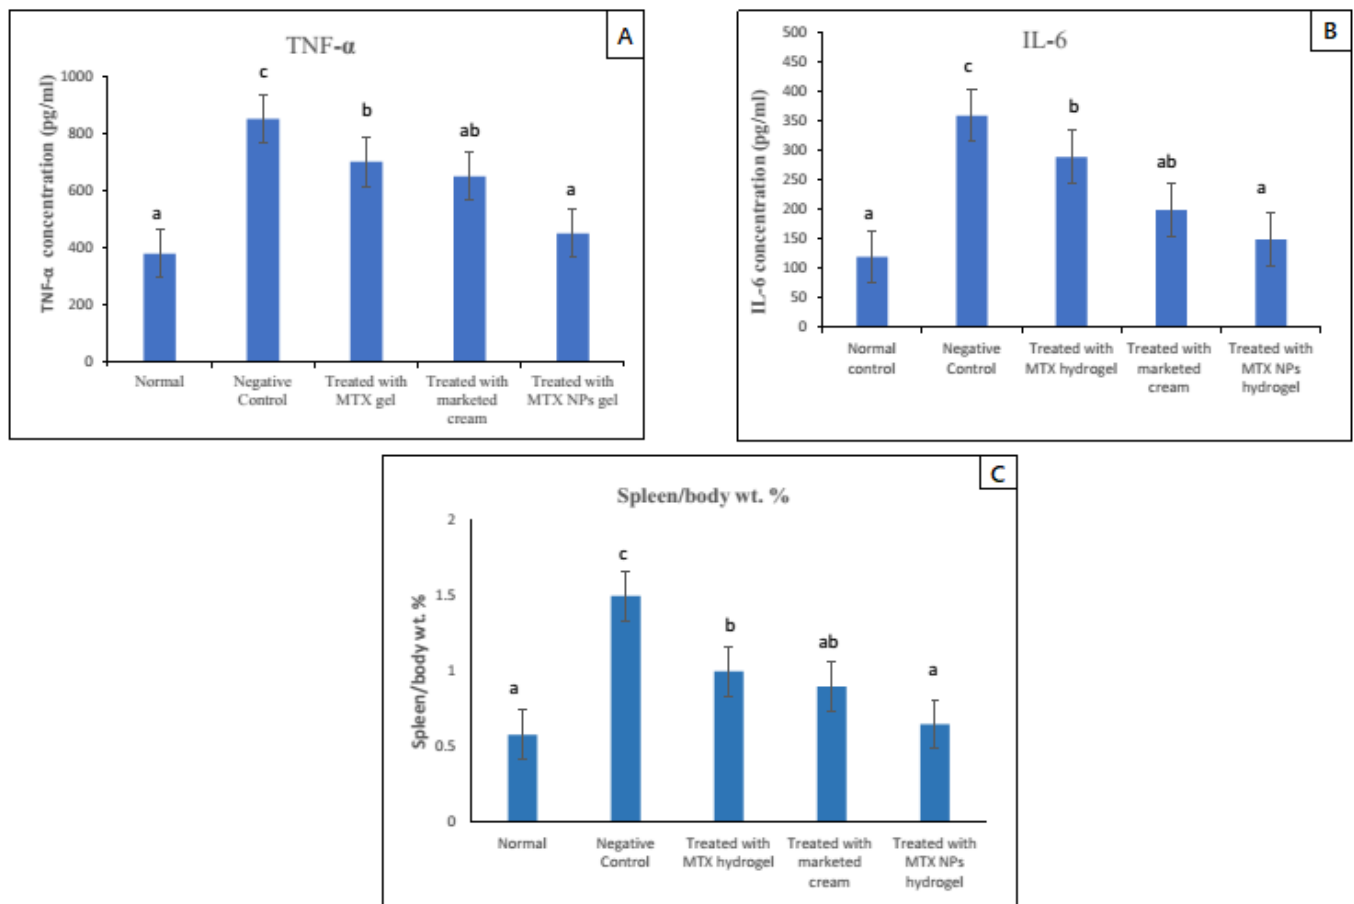 TNF-α
A
TNF-α concentration (pg/ml)
1000
800
600
400
200
0
a
c
b
ab
a
Normal
Negative
Control
Treated with
MTX gel
Treated with
marketed
cream
Treated with
MTX NPs gel
IL-6
B
IL-6 concentration (pg/ml)
500
450
400
350
300
250
200
150
100
50
0
a
c
b
ab
a
Normal
control
Negative
Control
Treated with
MTX hydrogel
Treated with
marketed
cream
Treated with
MTX NPs
hydrogel
Spleen/body wt. %
C
Spleen/body wt. %
2
1.5
1
0.5
0
a
c
b
ab
a
Normal
Negative
Control
Treated with
MTX hydrogel
Treated with
marketed
cream
Treated with
MTX NPs
hydrogel